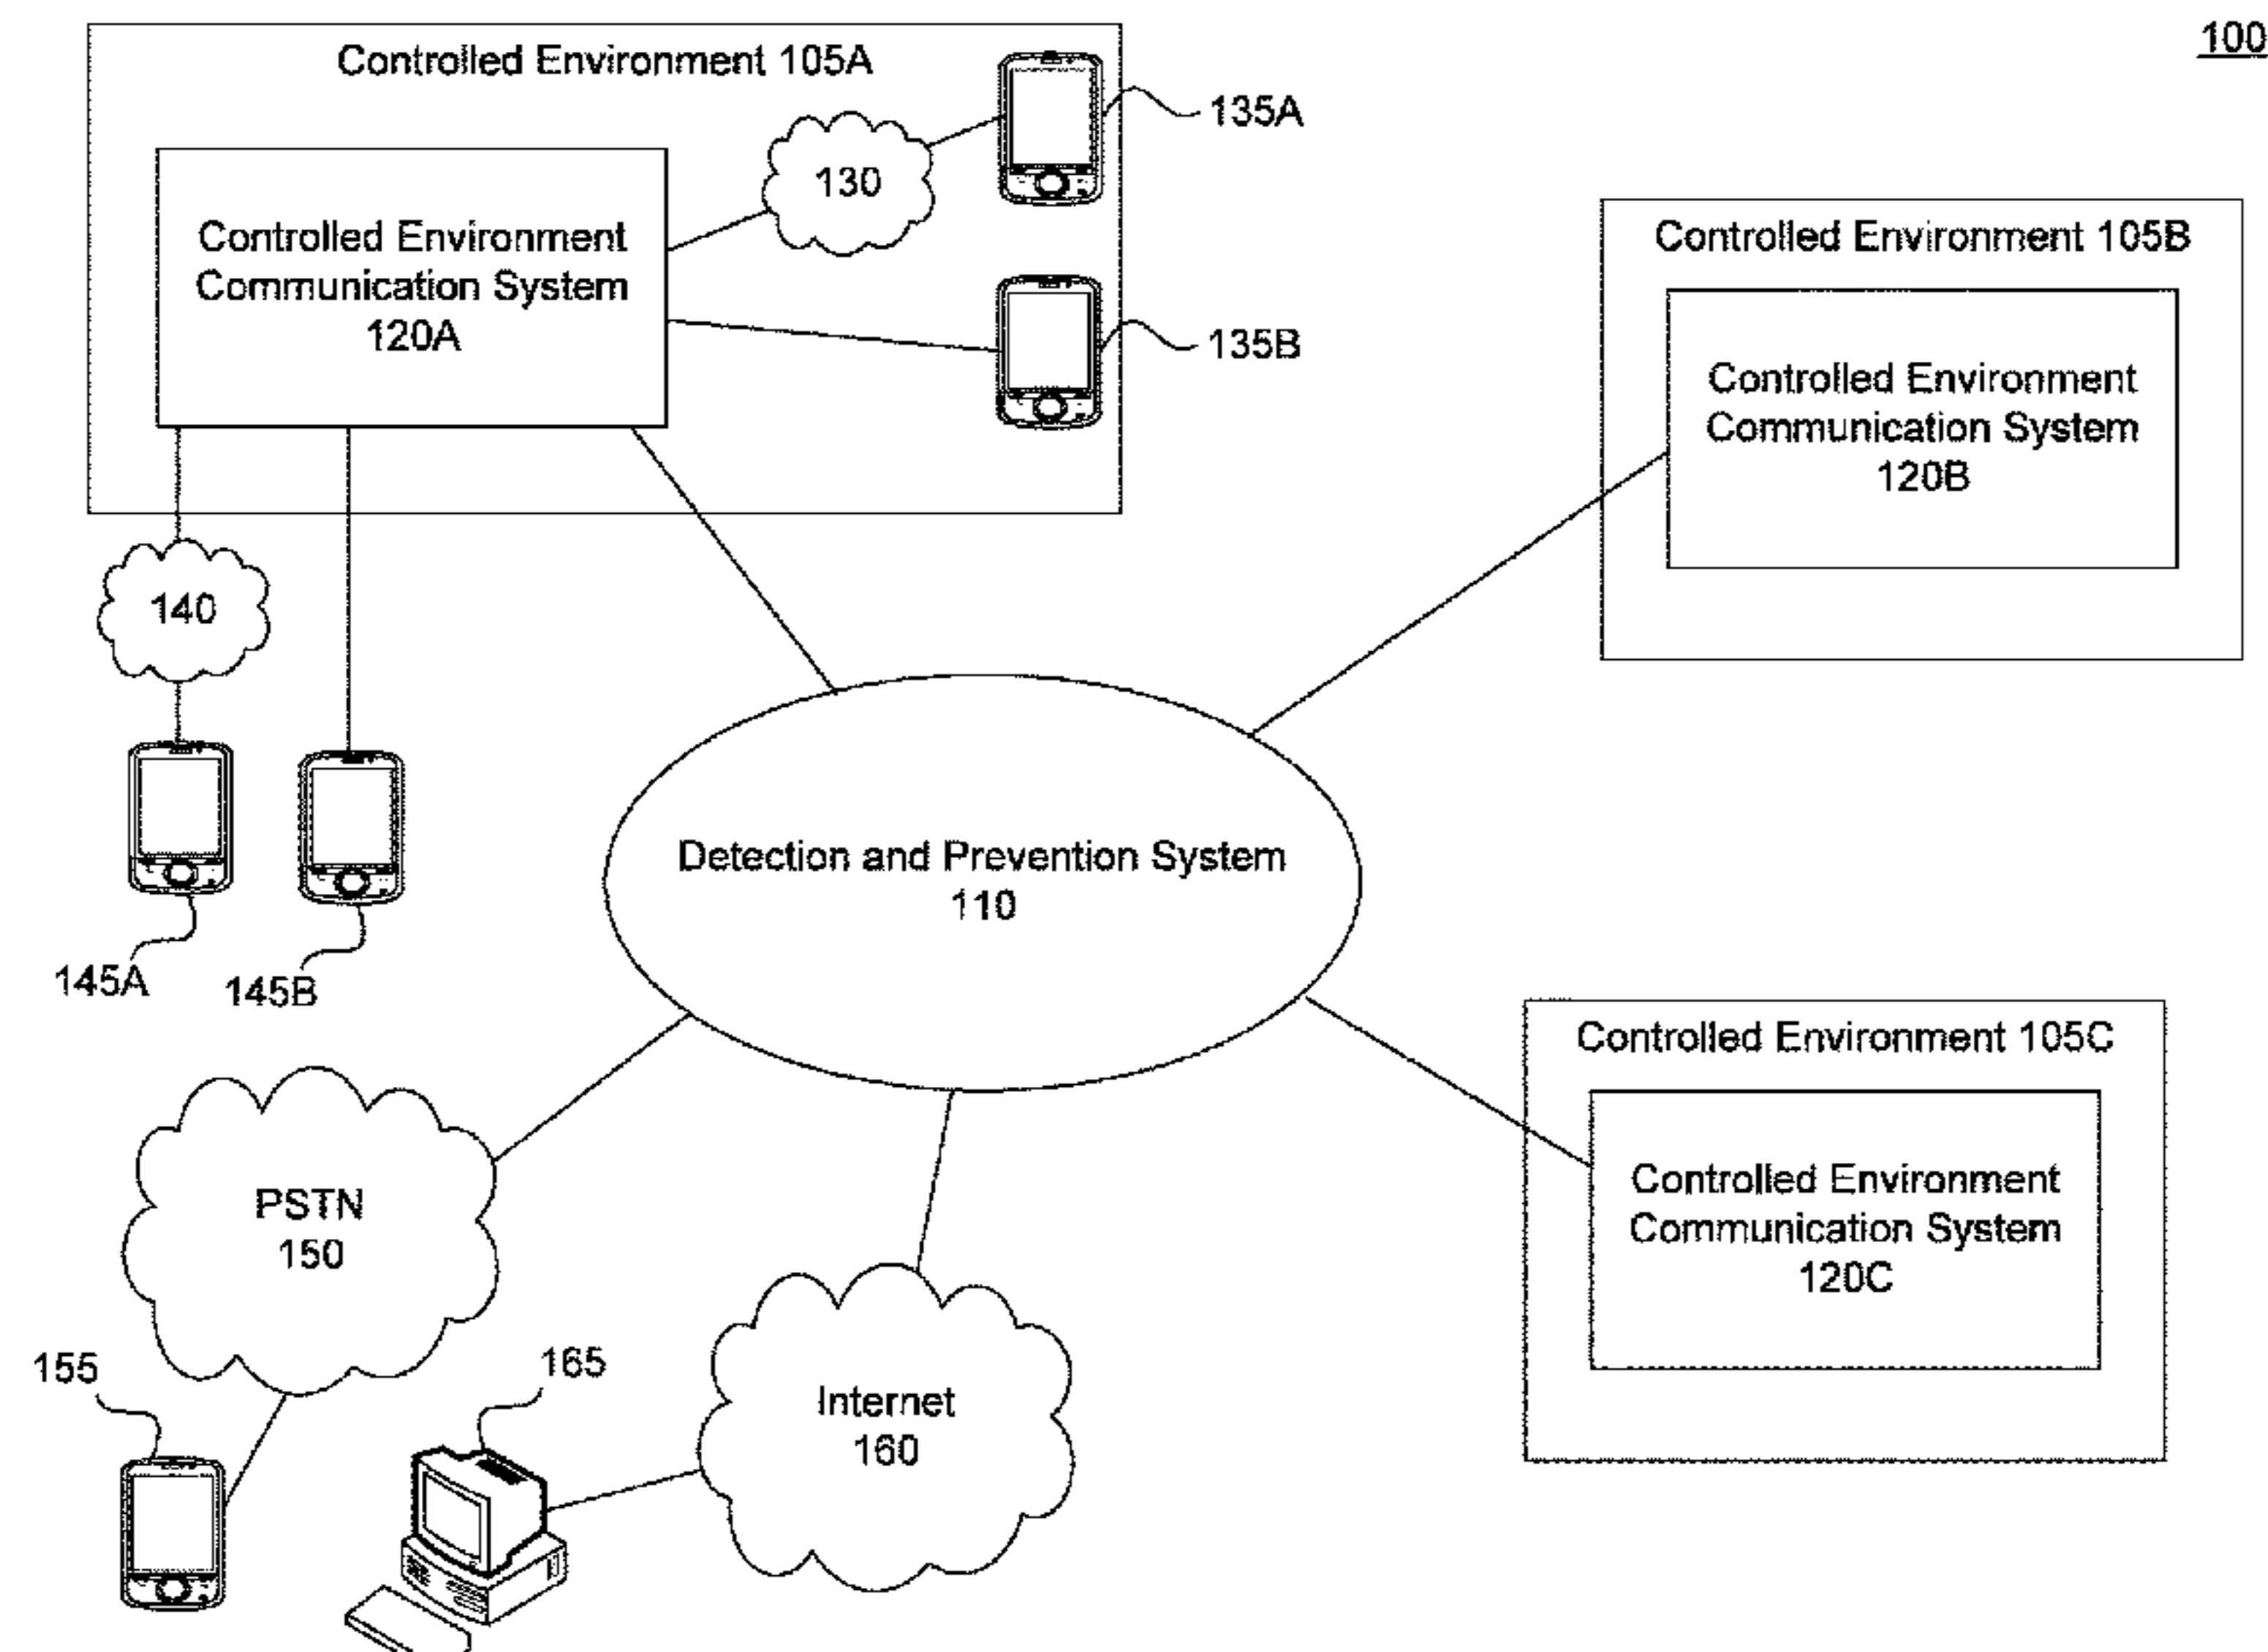 100
Controlled Environment 105A
135A
130
Controlled Environment
Communication System
120A
135B
Controlled Environment 105B
Controlled Environment
Communication System
120B
140
145A
145B
Detection and Prevention System
110
Controlled Environment 105C
Controlled Environment
Communication System
120C
PSTN
150
155
165
Internet
160